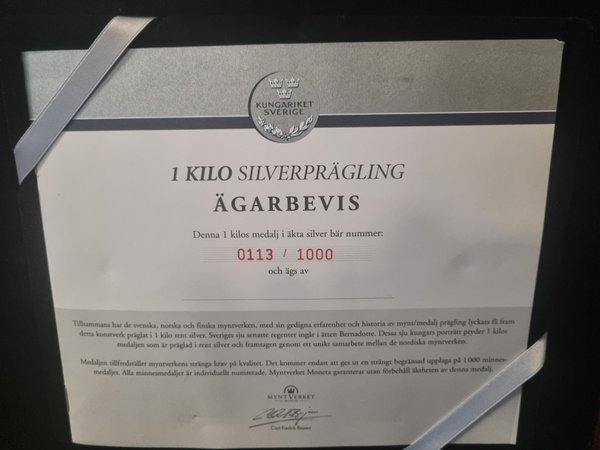 KUNGARIKET
SVERIGE
1 KILO SILVERPRÄGLING
ÄGARBEVIS
Denna 1 kilos medalj i äkta silver bär nummer:
0113 / 1000
och ägs av
Tillsammans har de svenska, norska och finska myntverken, med sin gedigna erfarenhet och historia av mynt/medalj prägling lyckats få fram
detta konstverk präglat i 1 kilo rent silver. Sveriges sju senaste regenter ingår i ätten Bernadotte. Dessa sju kungars porträtt pryder 1 kilos
medaljen som är präglad i rent silver och framtagen genom ett unikt samarbete mellan de nordiska myntverken.
Medaljen tillfredställer myntverkens stränga krav på kvalitet. Det kommer endast att ges ut en strängt begränsad upplaga på 1 000 minnes-
medaljer. Alla minnesmedaljer är individuellt numrerade. Myntverket Moneta garanterar utan förbehåll äktheten av denna medalj.
MYNTVERKET
Carl-Fredrik